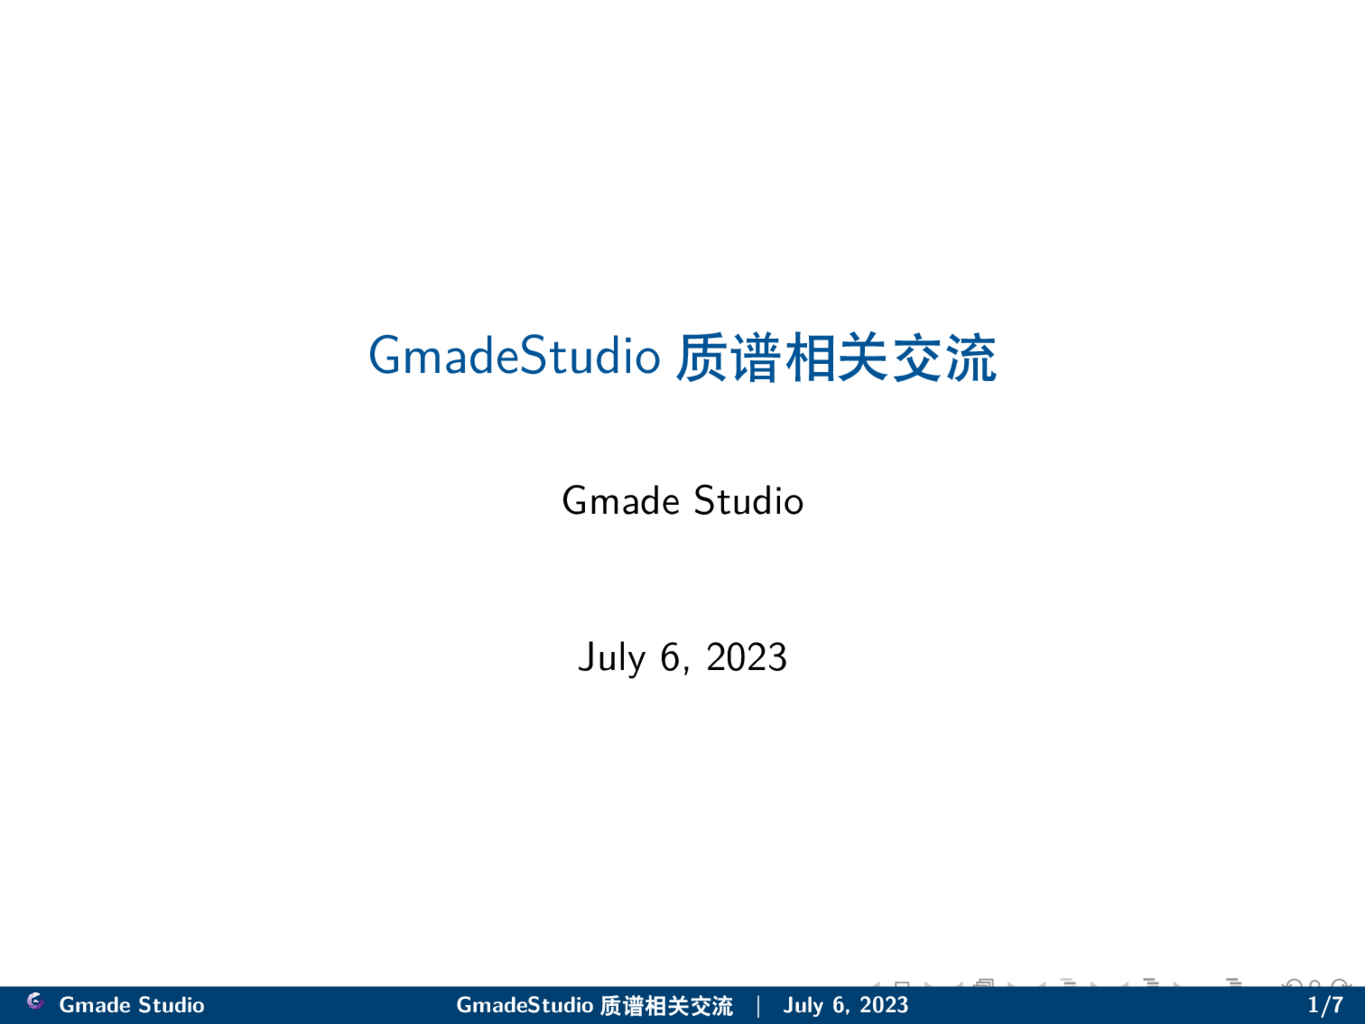 GmadeStudio 质谱相关交流
Gmade Studio
July 6, 2023
Gmade Studio GmadeStudio 质谱相关交流 | July 6, 2023 1/7